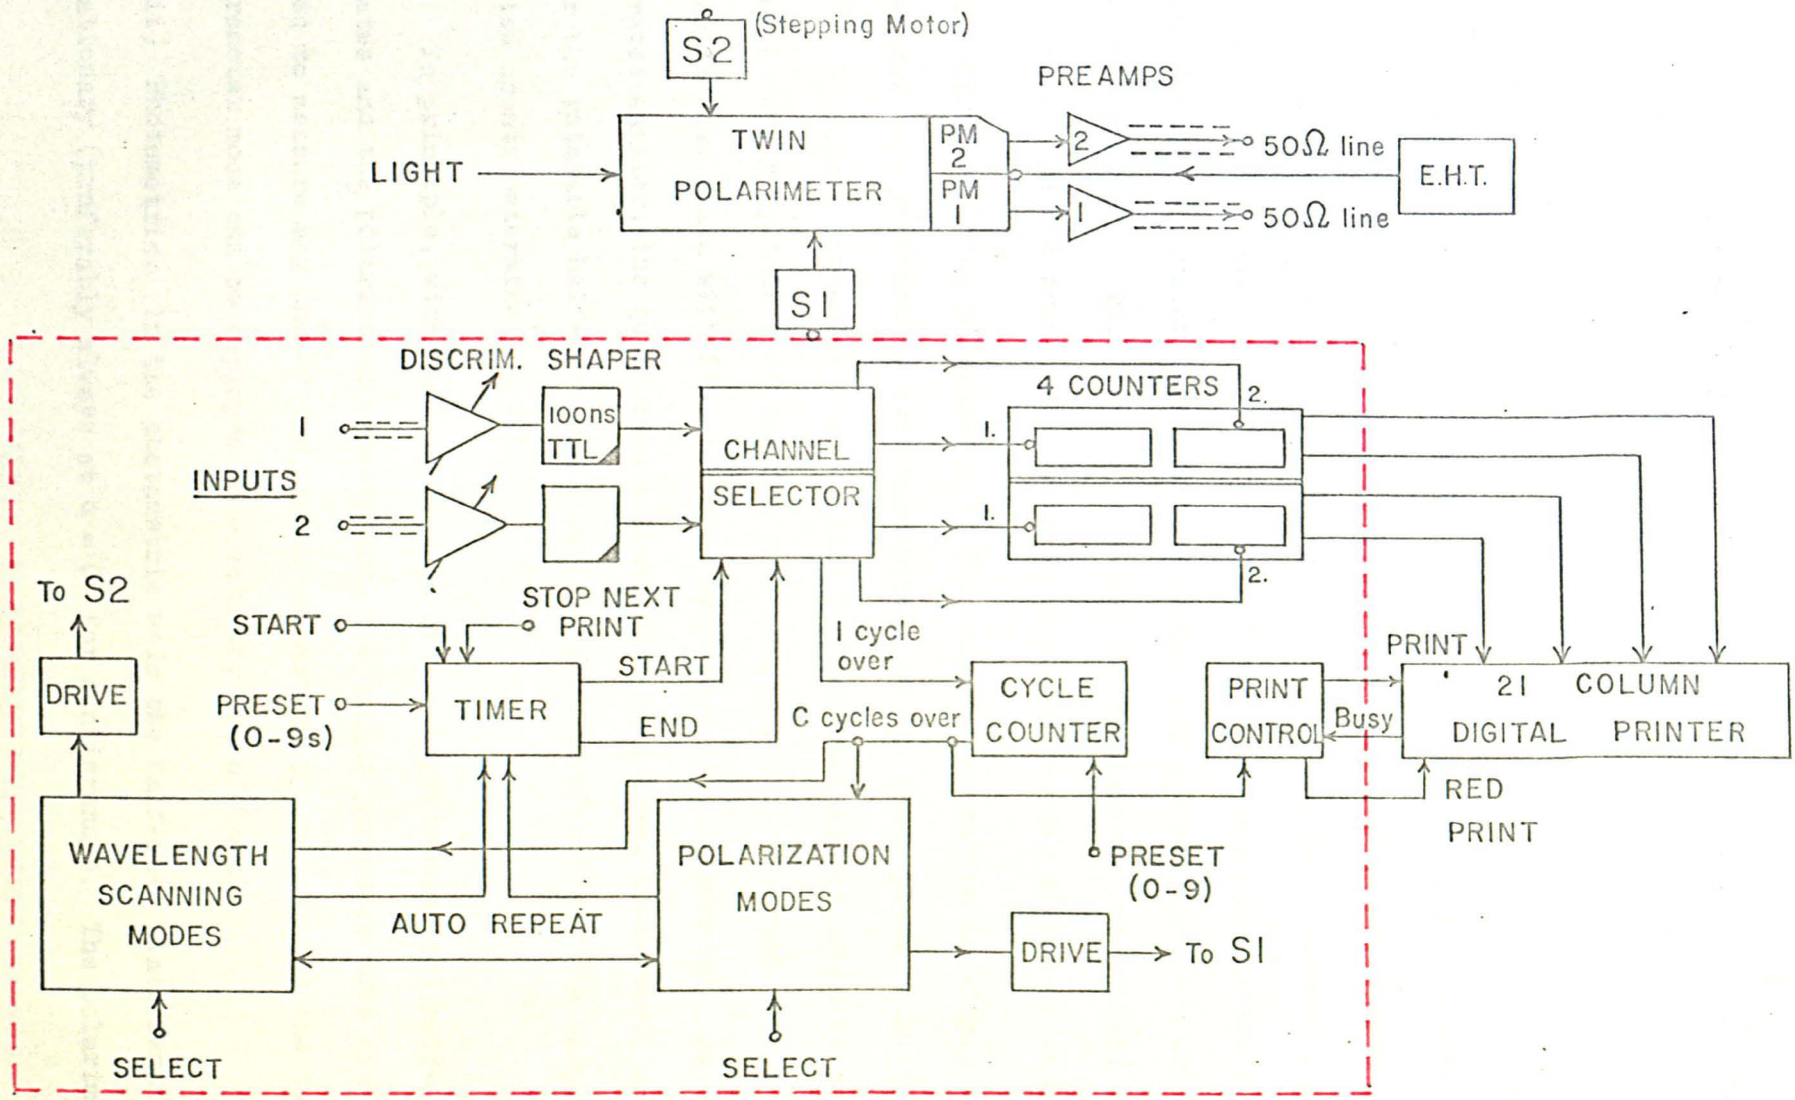 S2
(Stepping Motor)
PREAMPS
TWIN
POLARIMETER
PM
2
PM
1
LIGHT
2
1
50Ω line
50Ω line
E.H.T.
S1
DISCRIM. SHAPER
4 COUNTERS
1
INPUTS
2
100ns
TTL
CHANNEL
SELECTOR
1.
2.
1.
2.
To S2
DRIVE
START
STOP NEXT
PRINT
PRESET
(0-9s)
TIMER
START
END
1 cycle
over
C cycles over
CYCLE
COUNTER
PRINT
CONTROL
PRINT
Busy
21 COLUMN
DIGITAL PRINTER
RED
PRINT
WAVELENGTH
SCANNING
MODES
AUTO REPEAT
POLARIZATION
MODES
PRESET
(0-9)
DRIVE
To S1
SELECT
SELECT